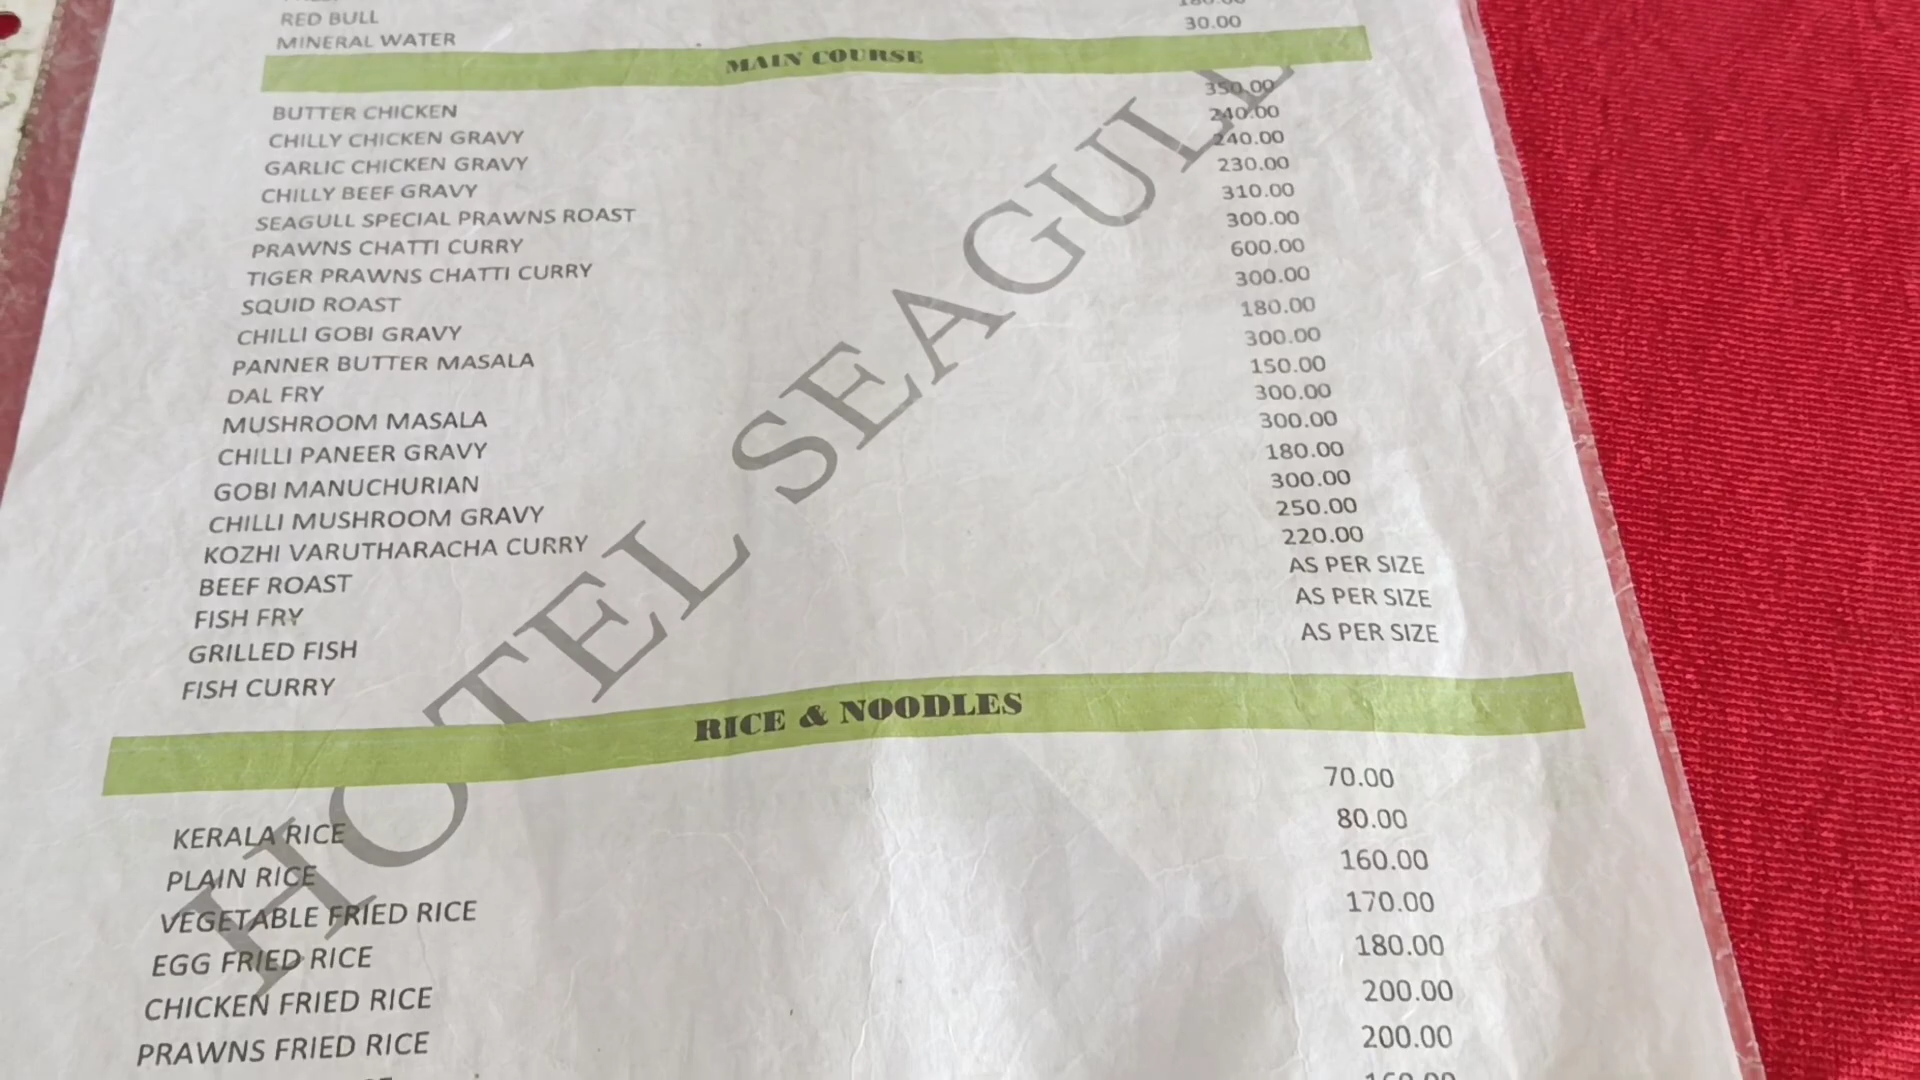 RED BULL
MINERAL WATER 30.00
MAIN COURSE
BUTTER CHICKEN 350.00
CHILLY CHICKEN GRAVY 240.00
GARLIC CHICKEN GRAVY 240.00
CHILLY BEEF GRAVY 230.00
SEAGULL SPECIAL PRAWNS ROAST 310.00
PRAWNS CHATTI CURRY 300.00
TIGER PRAWNS CHATTI CURRY 600.00
SQUID ROAST 300.00
CHILLI GOBI GRAVY 180.00
PANNER BUTTER MASALA 300.00
DAL FRY 150.00
MUSHROOM MASALA 300.00
CHILLI PANEER GRAVY 300.00
GOBI MANUCHURIAN 180.00
CHILLI MUSHROOM GRAVY 300.00
KOZHI VARUTHARACHA CURRY 250.00
BEEF ROAST 220.00
FISH FRY AS PER SIZE
GRILLED FISH AS PER SIZE
FISH CURRY AS PER SIZE
HOTEL SEAGULL
RICE & NOODLES
KERALA RICE 70.00
PLAIN RICE 80.00
VEGETABLE FRIED RICE 160.00
EGG FRIED RICE 170.00
CHICKEN FRIED RICE 180.00
PRAWNS FRIED RICE 200.00
200.00